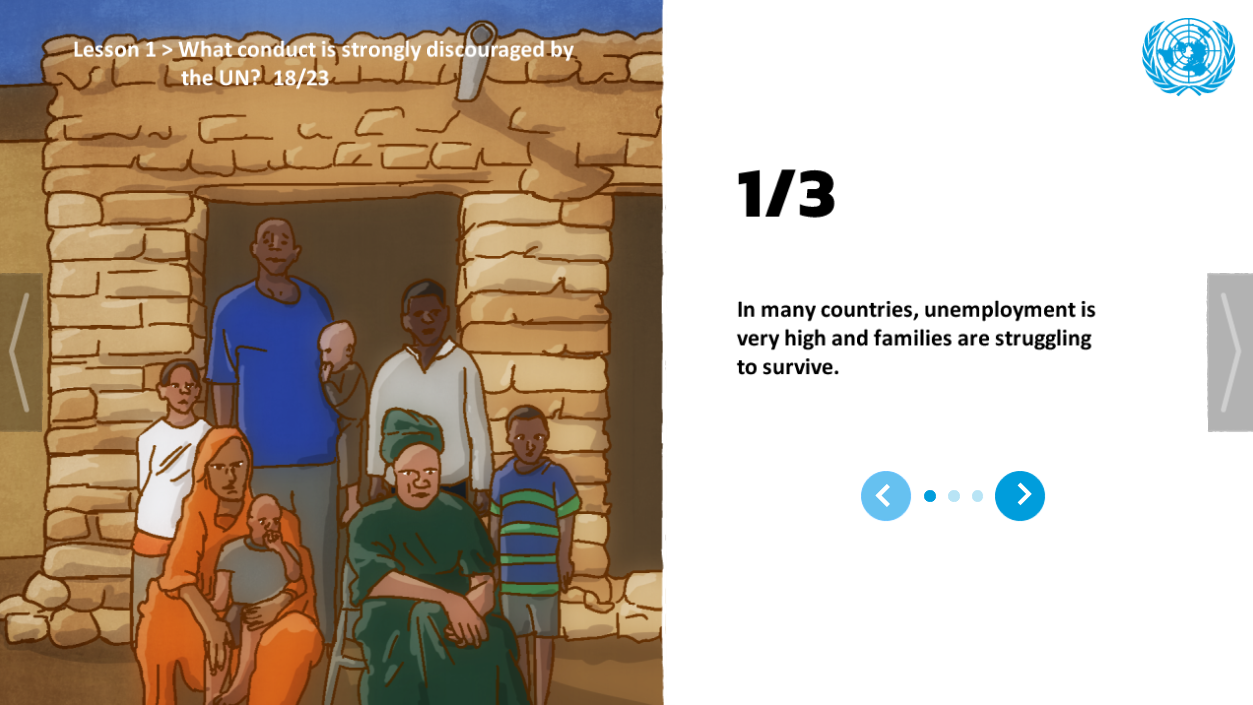 Lesson 1 > What conduct is strongly discouraged by
the UN? 18/23
1/3
In many countries, unemployment is
very high and families are struggling
to survive.